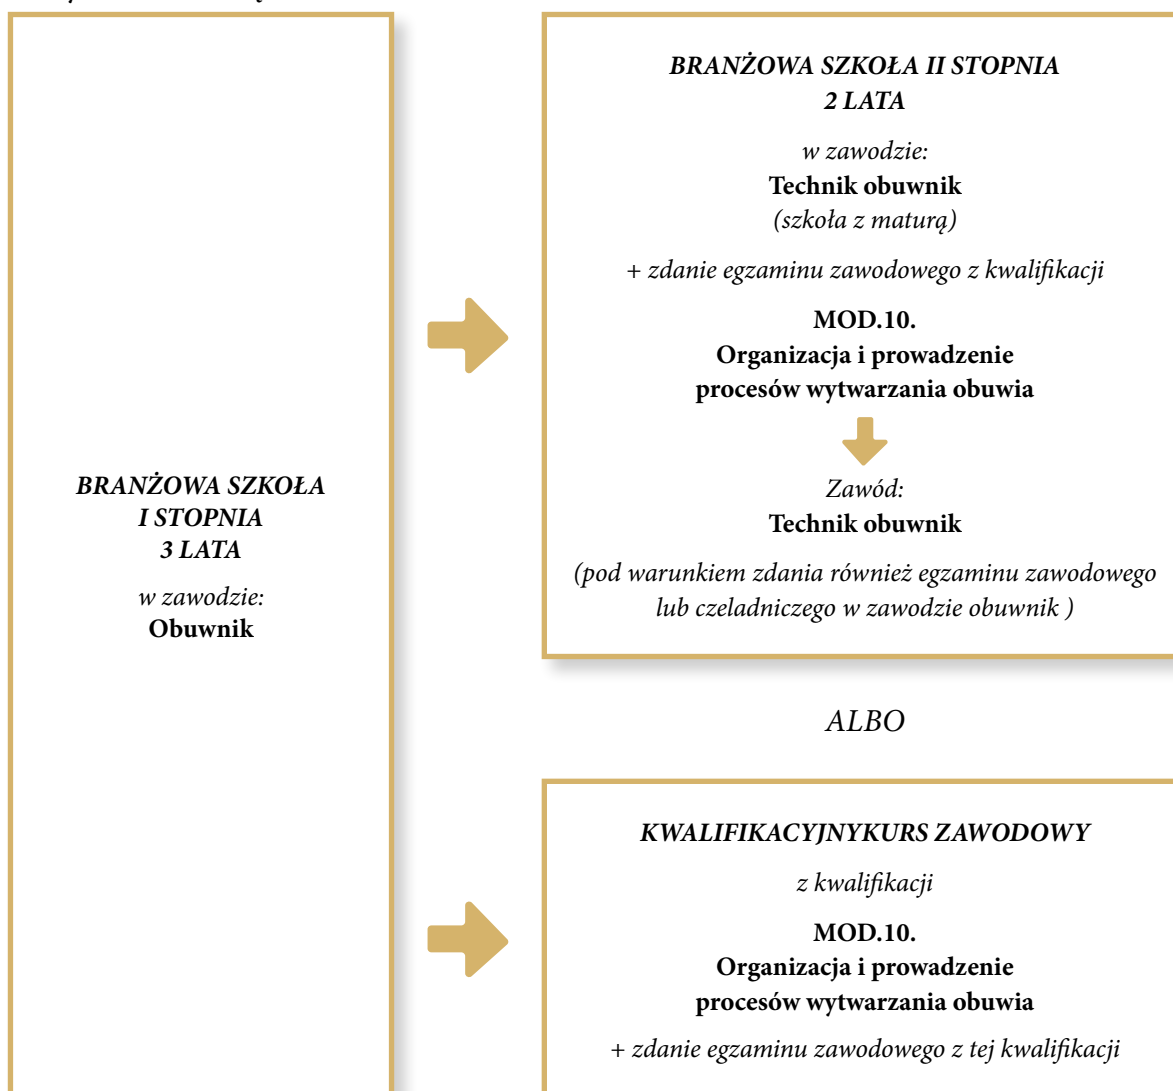 BRANŻOWA SZKOŁA
I STOPNIA
3 LATA
w zawodzie:
Obuwnik
BRANŻOWA SZKOŁA II STOPNIA
2 LATA
w zawodzie:
Technik obuwnik
(szkoła z maturą)
+ zdanie egzaminu zawodowego z kwalifikacji
MOD.10.
Organizacja i prowadzenie
procesów wytwarzania obuwia
Zawód:
Technik obuwnik
(pod warunkiem zdania również egzaminu zawodowego
lub czeladniczego w zawodzie obuwnik )
ALBO
KWALIFIKACYJNYKURS ZAWODOWY
z kwalifikacji
MOD.10.
Organizacja i prowadzenie
procesów wytwarzania obuwia
+ zdanie egzaminu zawodowego z tej kwalifikacji